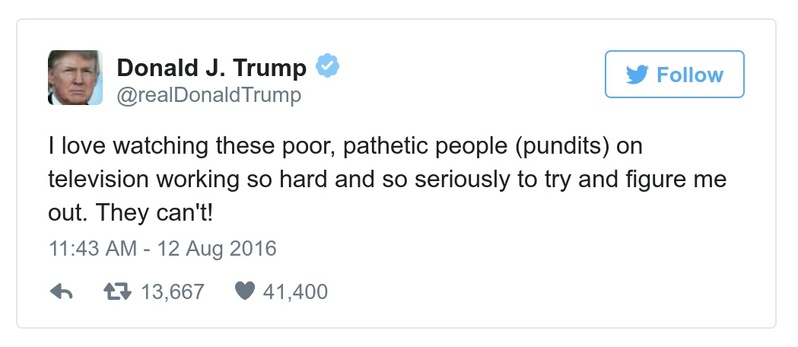 Donald J. Trump
@realDonaldTrump
Follow
I love watching these poor, pathetic people (pundits) on
television working so hard and so seriously to try and figure me
out. They can't!
11:43 AM - 12 Aug 2016
13,667 41,400